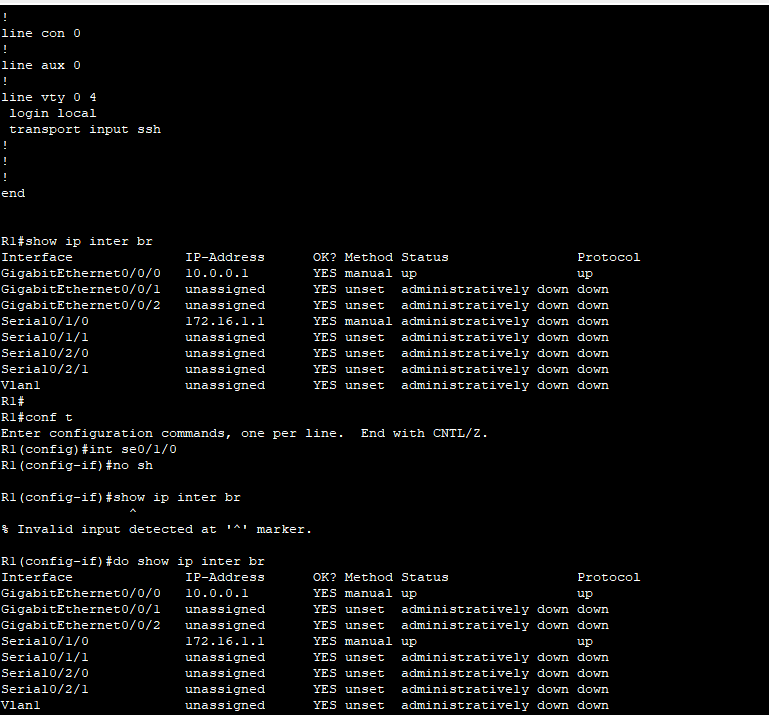 !
line con 0
!
line aux 0
!
line vty 0 4
 login local
 transport input ssh
!
!
!
end

R1#show ip inter br
Interface              IP-Address      OK? Method Status                Protocol
GigabitEthernet0/0/0   10.0.0.1        YES manual up                    up
GigabitEthernet0/0/1   unassigned      YES unset  administratively down down
GigabitEthernet0/0/2   unassigned      YES unset  administratively down down
Serial0/1/0            172.16.1.1      YES manual administratively down down
Serial0/1/1            unassigned      YES unset  administratively down down
Serial0/2/0            unassigned      YES unset  administratively down down
Serial0/2/1            unassigned      YES unset  administratively down down
Vlan1                  unassigned      YES unset  administratively down down
R1#
R1#conf t
Enter configuration commands, one per line.  End with CNTL/Z.
R1(config)#int se0/1/0
R1(config-if)#no sh

R1(config-if)#show ip inter br
                ^
% Invalid input detected at '^' marker.

R1(config-if)#do show ip inter br
Interface              IP-Address      OK? Method Status                Protocol
GigabitEthernet0/0/0   10.0.0.1        YES manual up                    up
GigabitEthernet0/0/1   unassigned      YES unset  administratively down down
GigabitEthernet0/0/2   unassigned      YES unset  administratively down down
Serial0/1/0            172.16.1.1      YES manual up                    up
Serial0/1/1            unassigned      YES unset  administratively down down
Serial0/2/0            unassigned      YES unset  administratively down down
Serial0/2/1            unassigned      YES unset  administratively down down
Vlan1                  unassigned      YES unset  administratively down down